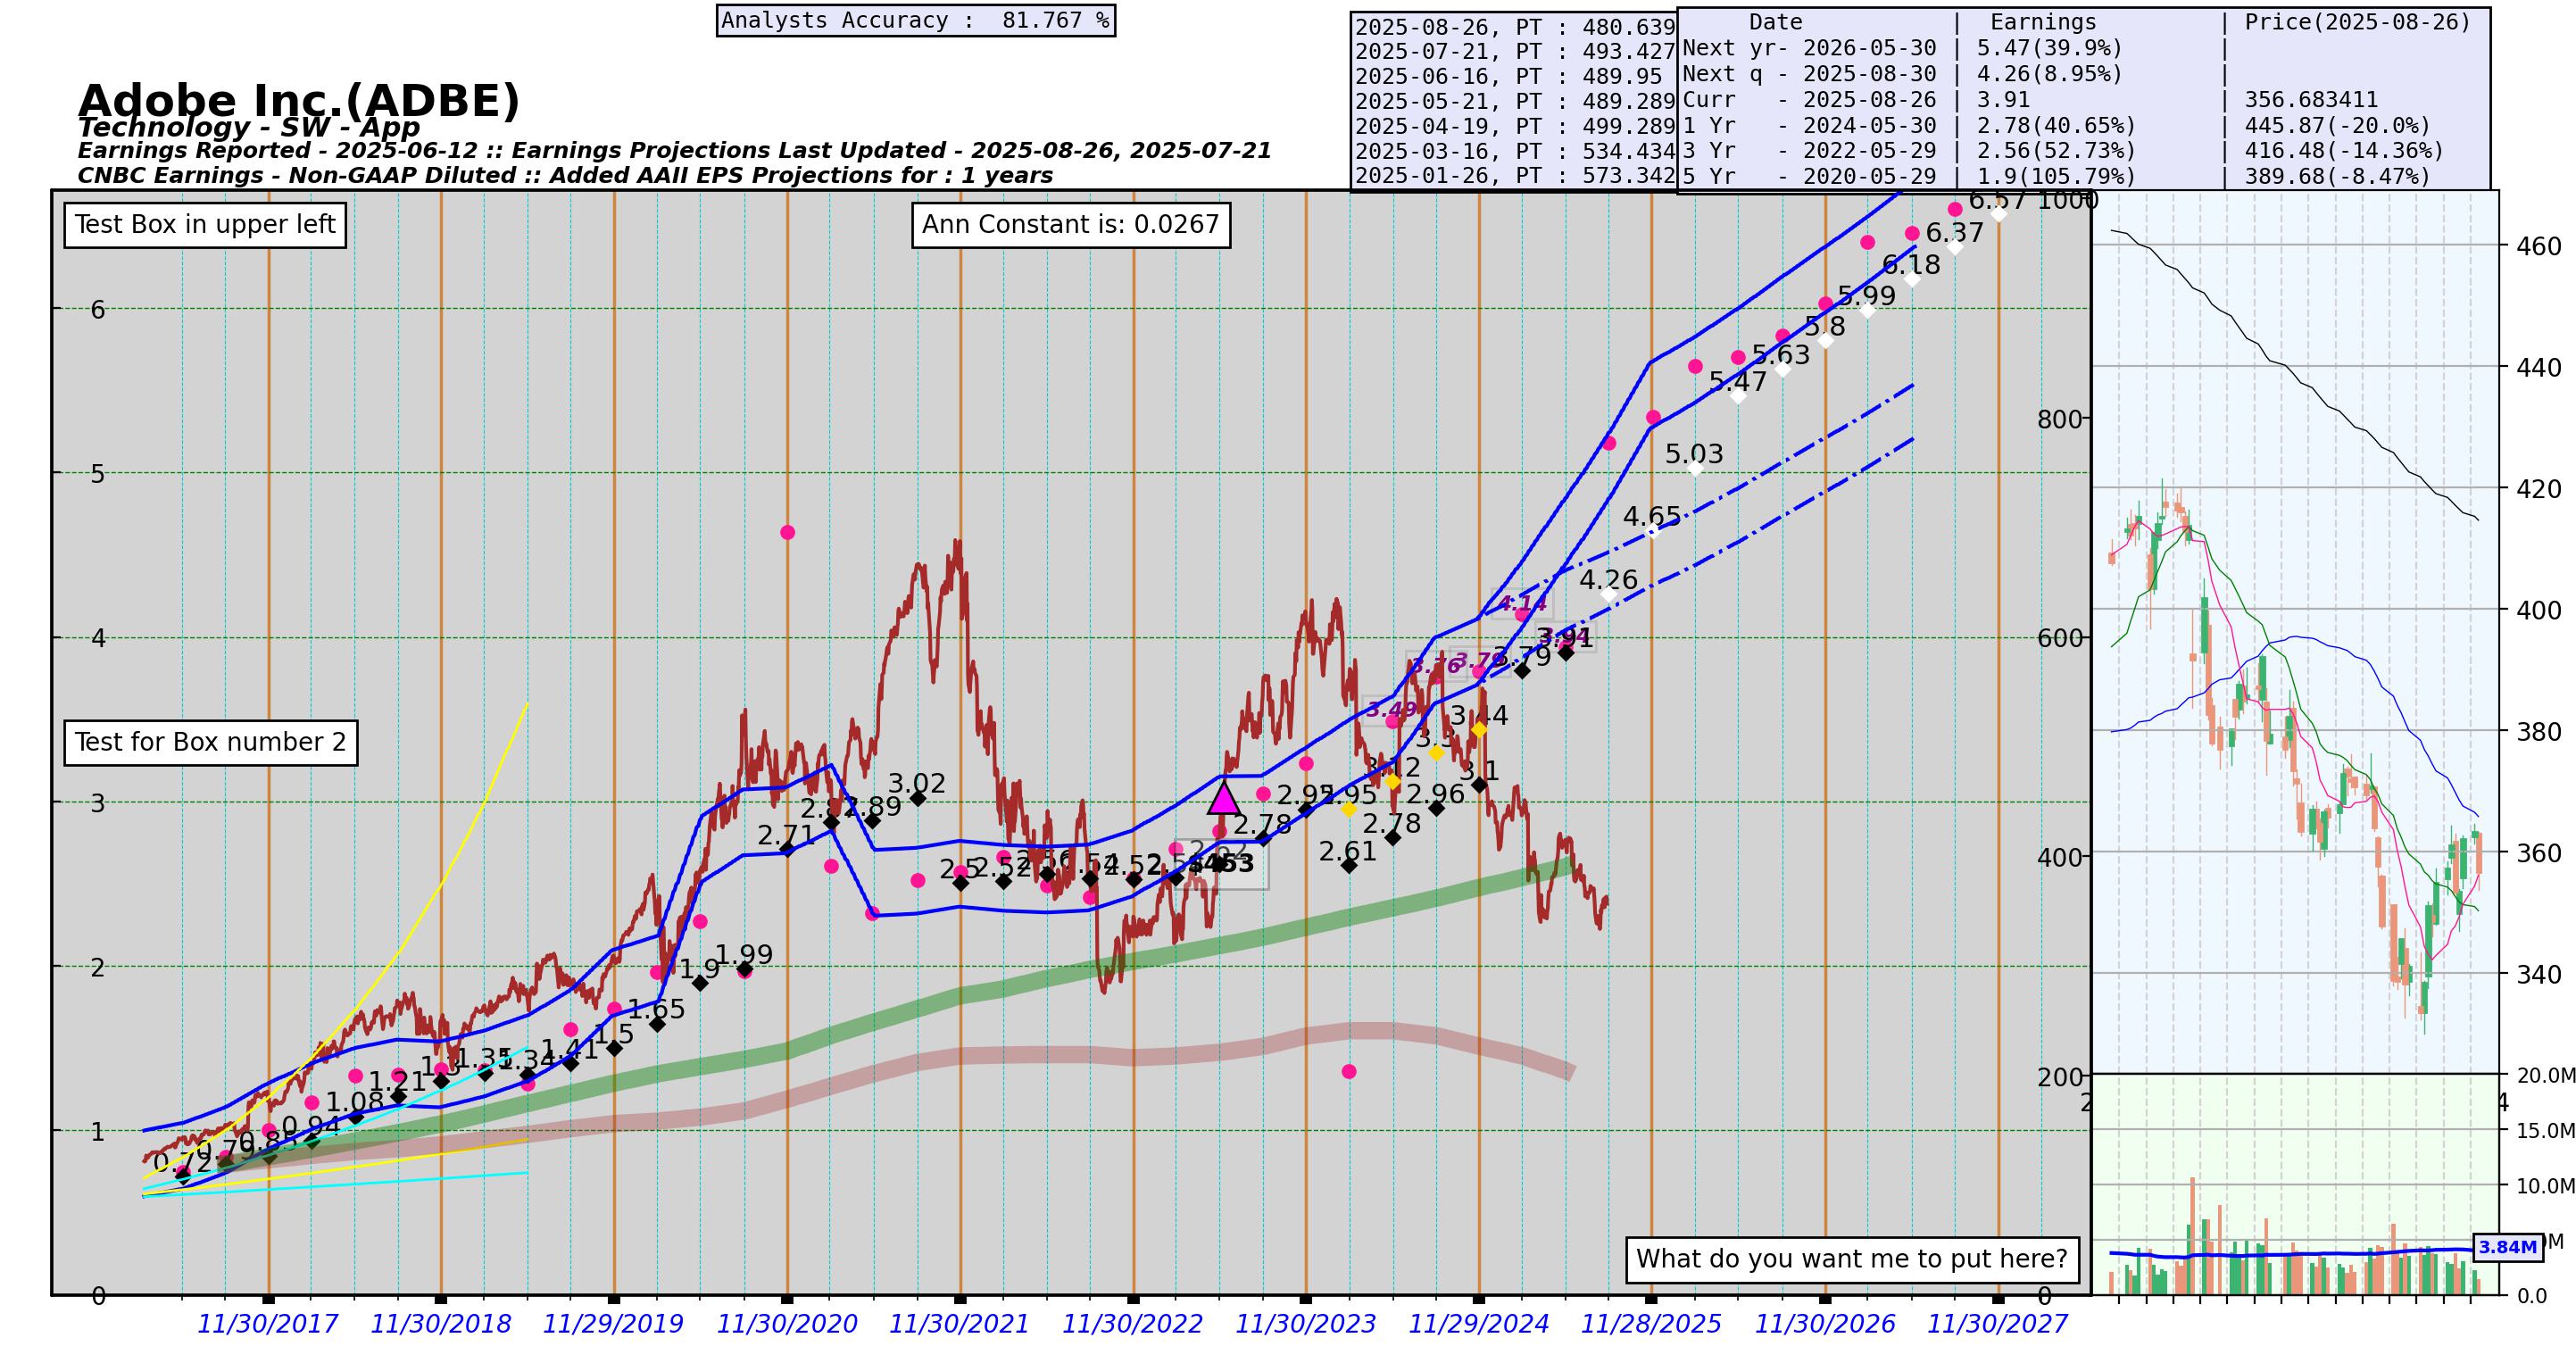 Analysts Accuracy :  81.767 %
2025-08-26, PT : 480.639
2025-07-21, PT : 493.427
2025-06-16, PT : 489.95
2025-05-21, PT : 489.289
2025-04-19, PT : 499.289
2025-03-16, PT : 534.434
2025-01-26, PT : 573.342
Date | Earnings | Price(2025-08-26)
Next yr- 2026-05-30 | 5.47(39.9%) |
Next q - 2025-08-30 | 4.26(8.95%) |
Curr - 2025-08-26 | 3.91 | 356.683411
1 Yr - 2024-05-30 | 2.78(40.65%) | 445.87(-20.0%)
3 Yr - 2022-05-29 | 2.56(52.73%) | 416.48(-14.36%)
5 Yr - 2020-05-29 | 1.9(105.79%) | 389.68(-8.47%)
Adobe Inc.(ADBE)
Technology - SW - App
Earnings Reported - 2025-06-12 :: Earnings Projections Last Updated - 2025-08-26, 2025-07-21
CNBC Earnings - Non-GAAP Diluted :: Added AAII EPS Projections for : 1 years
Test Box in upper left
Ann Constant is: 0.0267
Test for Box number 2
What do you want me to put here?
6
5
4
3
2
1
0
0.72
0.94
1.08
1.21
1.3
1.34
1.41
1.5
1.65
1.9
1.99
2.71
2.89
3.02
2.5
2.52
2.78
2.95
2.95
2.61
3.12
2.78
3.3
2.96
3.44
3.1
3.49
3.76
3.79
4.14
3.79
3.91
4.26
4.65
5.03
5.47
5.63
5.8
5.99
6.18
6.37
6.57
1000
800
600
400
200
0
460
440
420
400
380
360
340
20.0M
15.0M
10.0M
0.0
3.84M
11/30/2017
11/30/2018
11/29/2019
11/30/2020
11/30/2021
11/30/2022
11/30/2023
11/29/2024
11/28/2025
11/30/2026
11/30/2027